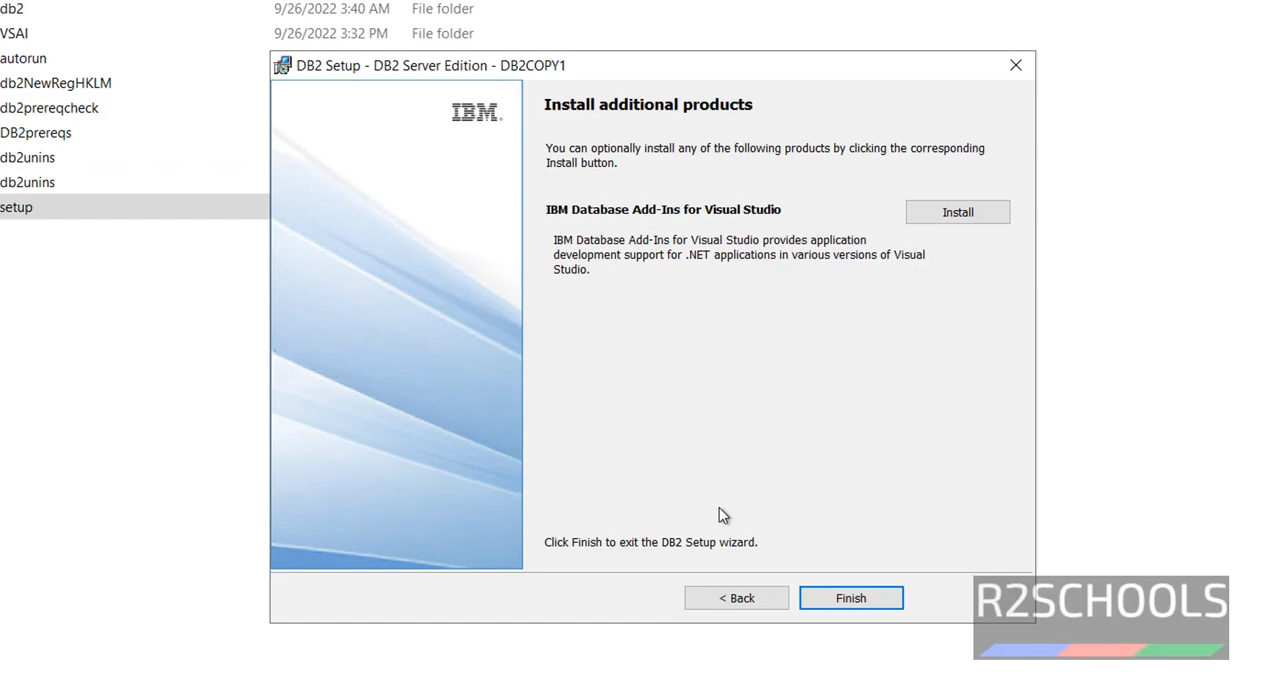 db2 9/26/2022 3:40 AM File folder
VSAI 9/26/2022 3:32 PM File folder
autorun
db2NewRegHKLM
db2prereqcheck
DB2prereqs
db2unins
db2unins
setup
DB2 Setup - DB2 Server Edition - DB2COPY1
IBM®
Install additional products
You can optionally install any of the following products by clicking the corresponding
Install button.
IBM Database Add-Ins for Visual Studio
Install
IBM Database Add-Ins for Visual Studio provides application
development support for .NET applications in various versions of Visual
Studio.
Click Finish to exit the DB2 Setup wizard.
< Back
Finish
R2SCHOOLS